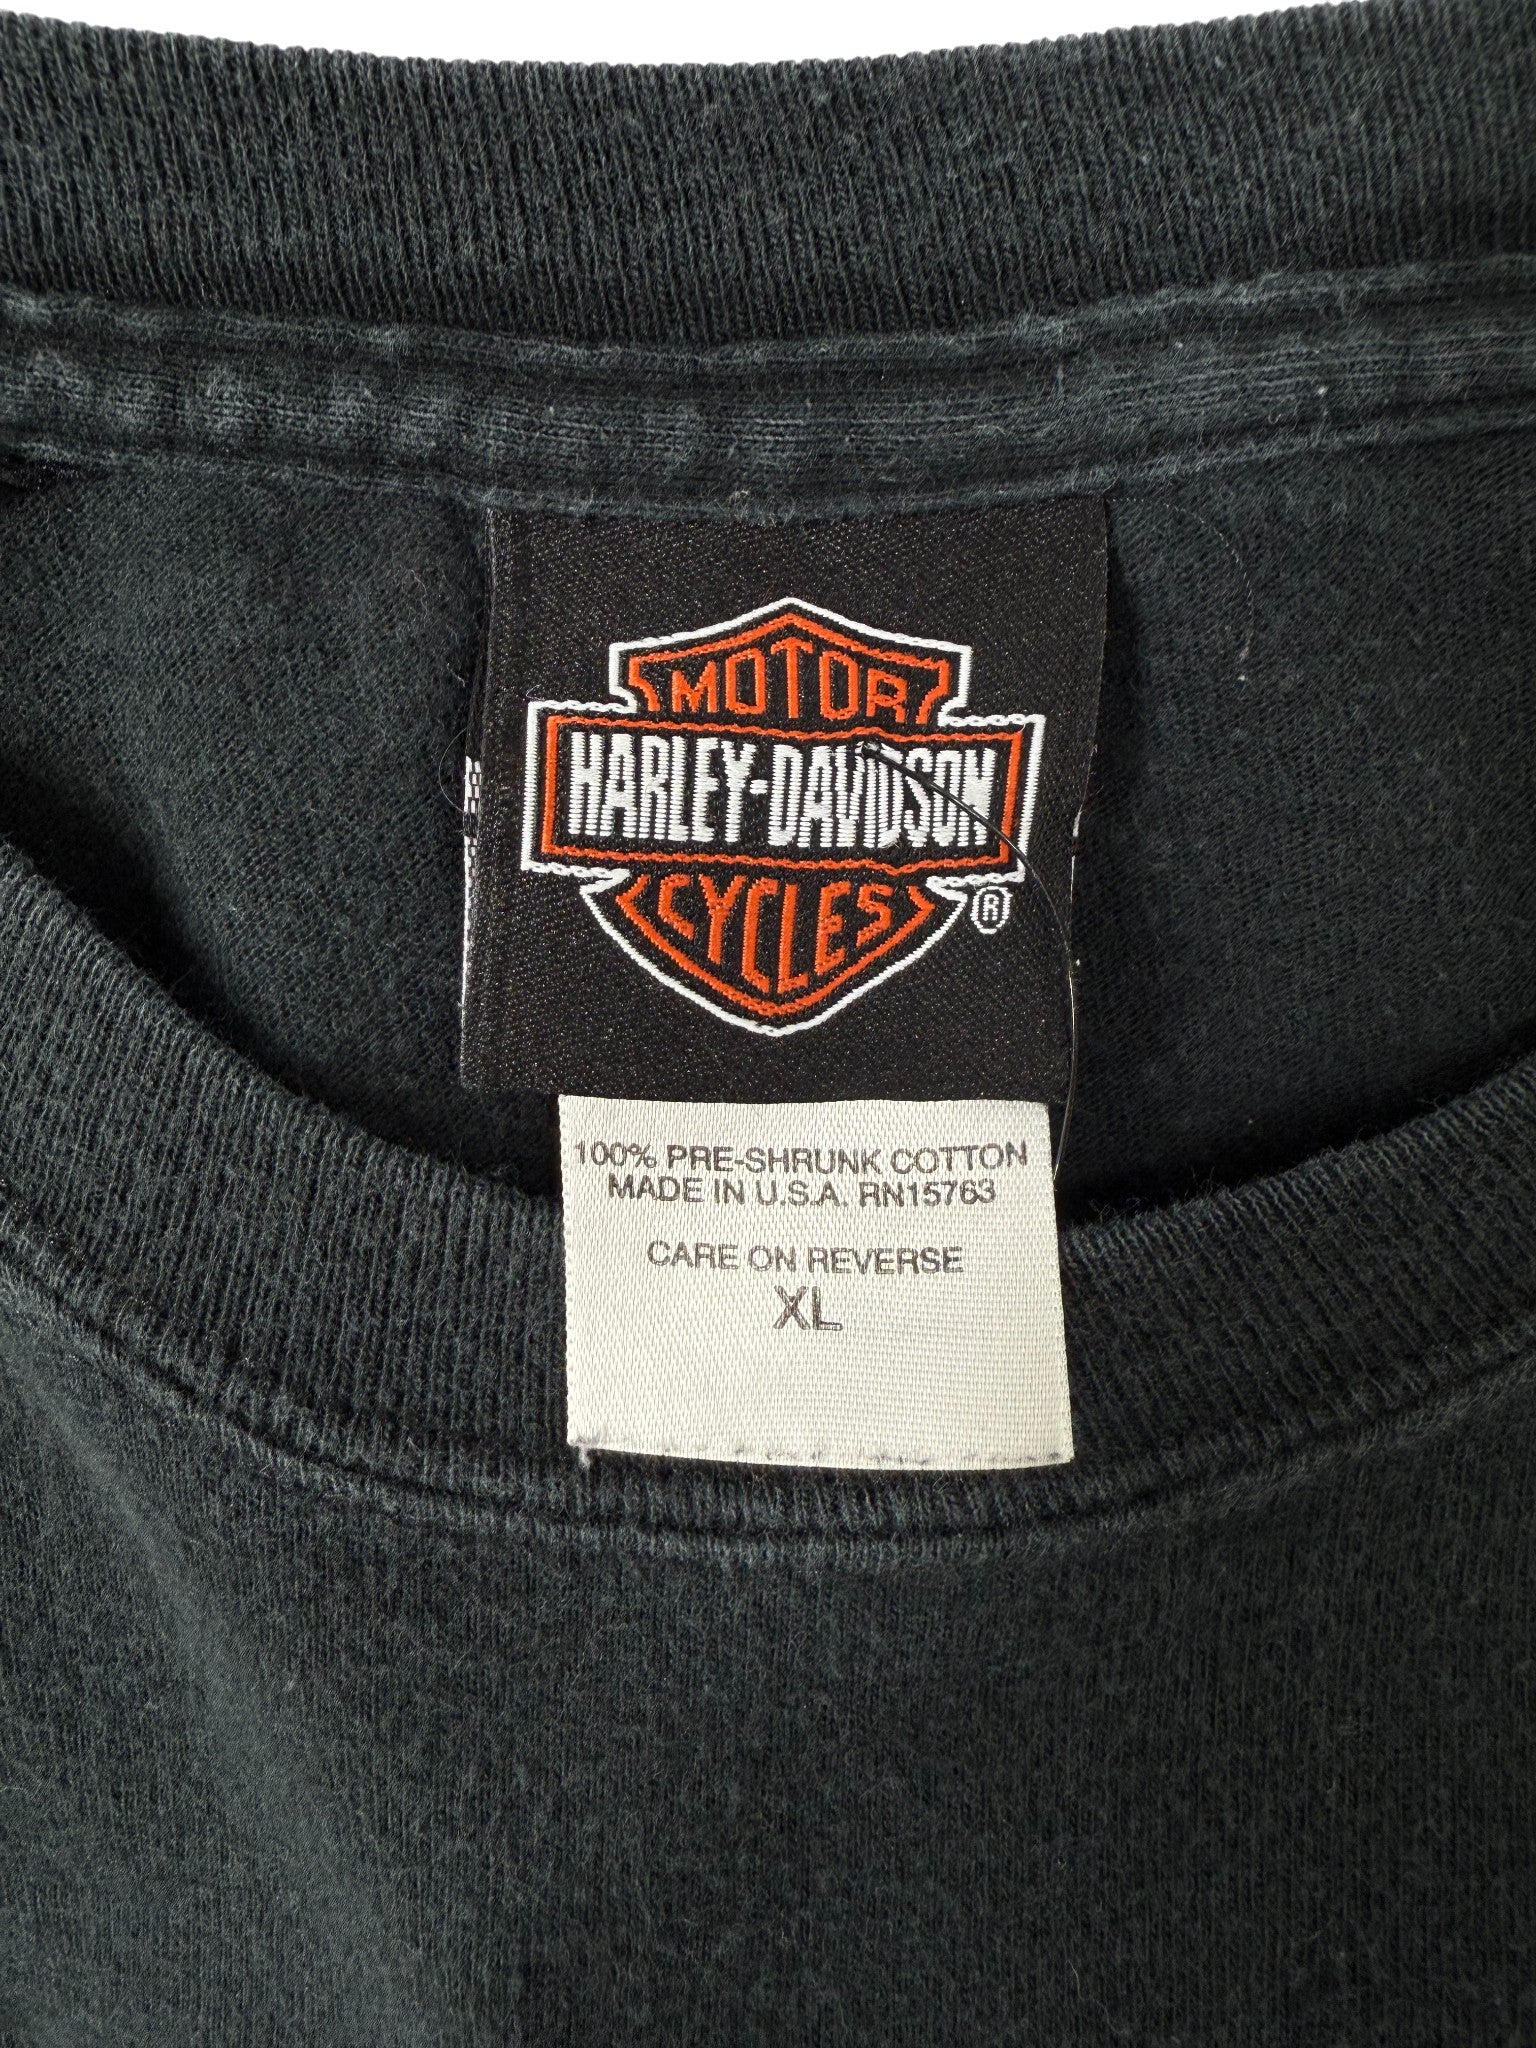 MOTOR
HARLEY-DAVIDSON
CYCLES
®
100% PRE-SHRUNK COTTON
MADE IN U.S.A. RN15763
CARE ON REVERSE
XL